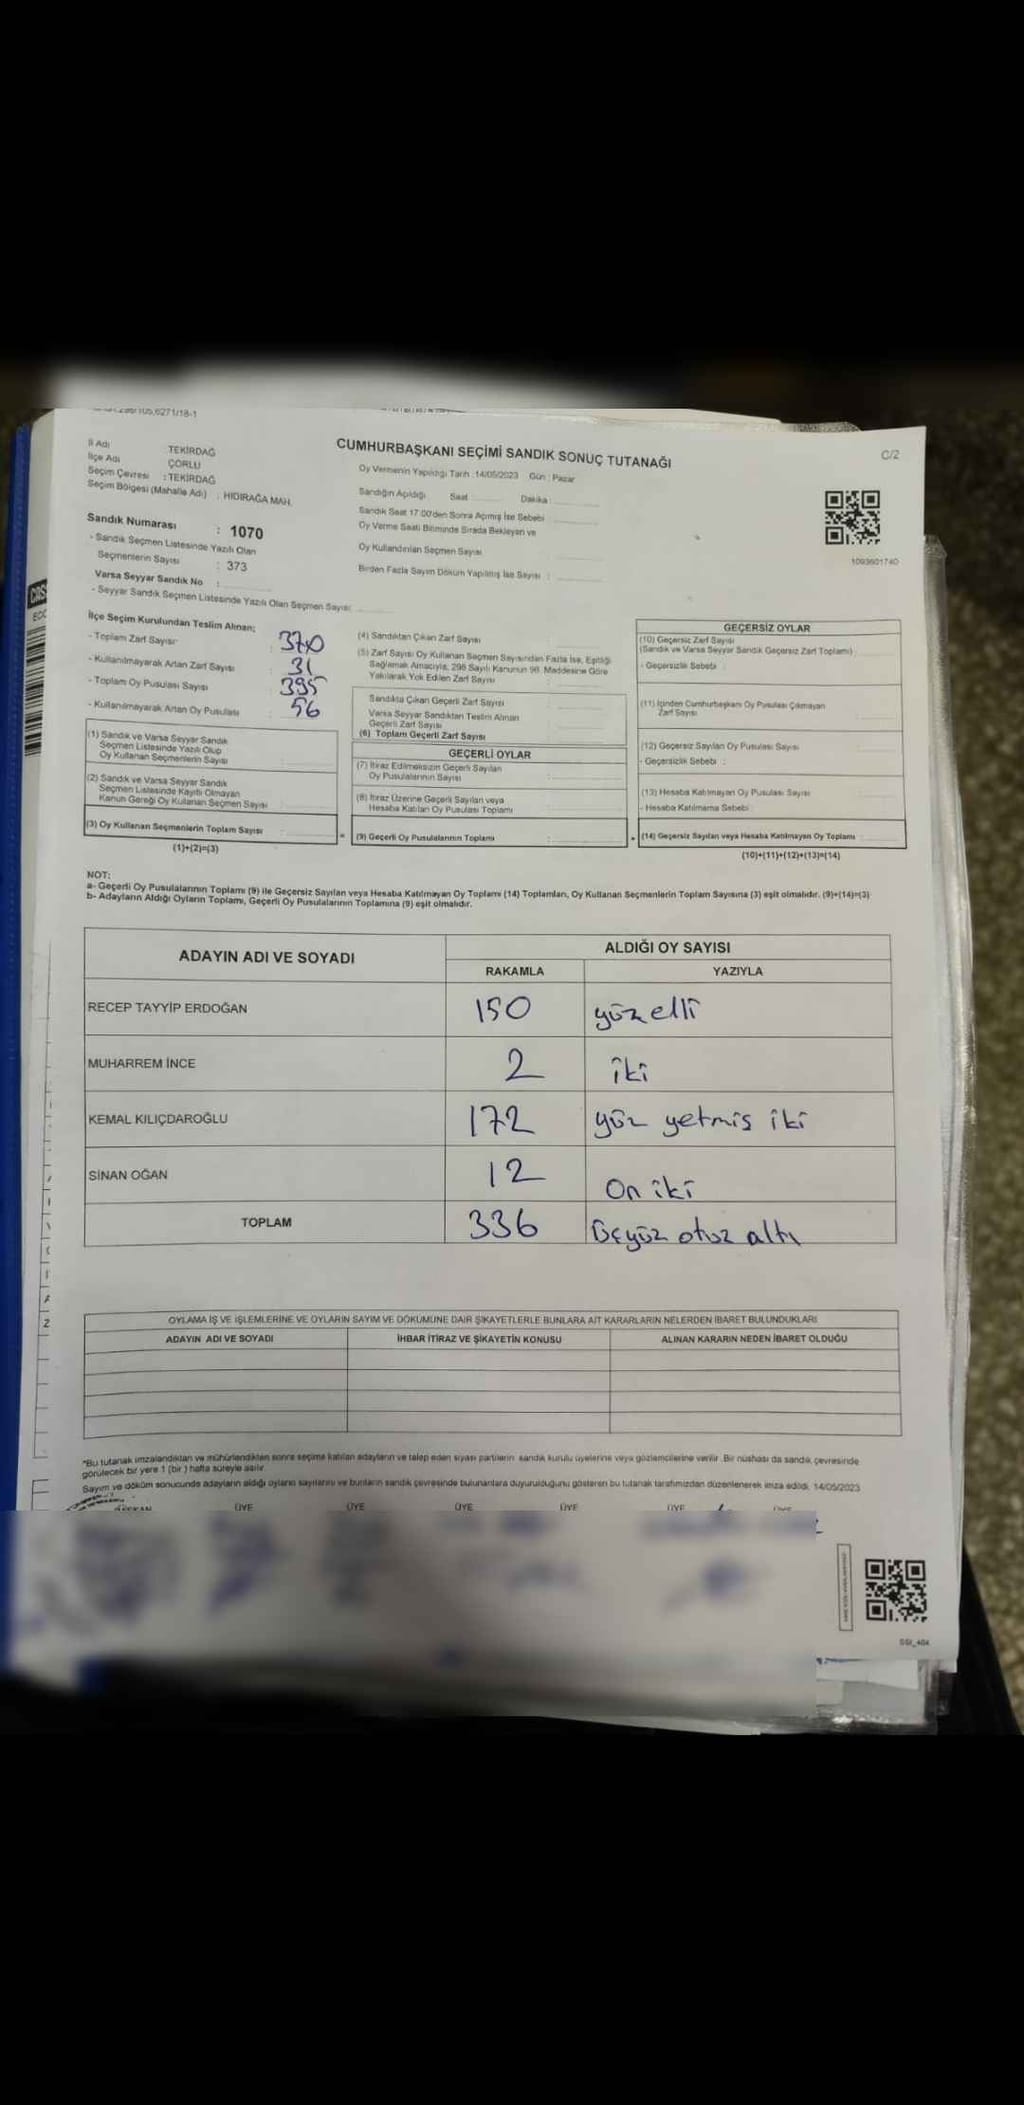 CUMHURBAŞKANI SEÇİMİ SANDIK SONUÇ TUTANAĞI
C/2
İl Adı : TEKİRDAĞ
İlçe Adı : ÇORLU
Seçim Çevresi : TEKİRDAĞ
Seçim Bölgesi (Mahalle Adı) : HIDIRAĞA MAH.
Oy Vermenin Yapıldığı Tarih :14/05/2023 Gün : Pazar
Sandığın Açıldığı Saat Dakika
Sandık Saat 17:00'den Sonra Açılmış İse Sebebi :
Oy Verme Saati Bitiminde Sırada Bekleyen ve
Oy Kullandırılan Seçmen Sayısı
Birden Fazla Sayım Döküm Yapılmış İse Sayısı :
1093601740
Sandık Numarası : 1070
- Sandık Seçmen Listesinde Yazılı Olan
Seçmenlerin Sayısı : 373
Varsa Seyyar Sandık No :
- Seyyar Sandık Seçmen Listesinde Yazılı Olan Seçmen Sayısı
İlçe Seçim Kurulundan Teslim Alınan;
- Toplam Zarf Sayısı : 370
- Kullanılmayarak Artan Zarf Sayısı : 31
- Toplam Oy Pusulası Sayısı : 395
- Kullanılmayarak Artan Oy Pusulası : 56
(1) Sandık ve Varsa Seyyar Sandık
Seçmen Listesinde Yazılı Olup
Oy Kullanan Seçmenlerin Sayısı
(2) Sandık ve Varsa Seyyar Sandık
Seçmen Listesinde Kayıtlı Olmayan
Kanun Gereği Oy Kullanan Seçmen Sayısı
(3) Oy Kullanan Seçmenlerin Toplam Sayısı :
(1)+(2)=(3)
(4) Sandıktan Çıkan Zarf Sayısı
(5) Zarf Sayısı Oy Kullanan Seçmen Sayısından Fazla İse, Eşitliği
Sağlamak Amacıyla, 298 Sayılı Kanunun 98. Maddesine Göre
Yakılarak Yok Edilen Zarf Sayısı
Sandıkta Çıkan Geçerli Zarf Sayısı
Varsa Seyyar Sandıktan Teslim Alınan
Geçerli Zarf Sayısı
(6) Toplam Geçerli Zarf Sayısı
GEÇERLİ OYLAR
(7) İtiraz Edilmeksizin Geçerli Sayılan
Oy Pusulalarının Sayısı
(8) İtiraz Üzerine Geçerli Sayılan veya
Hesaba Katılan Oy Pusulası Toplamı
(9) Geçerli Oy Pusulalarının Toplamı :
GEÇERSİZ OYLAR
(10) Geçersiz Zarf Sayısı
(Sandık ve Varsa Seyyar Sandık Geçersiz Zarf Toplamı)
- Geçersizlik Sebebi :
(11) İçinden Cumhurbaşkanı Oy Pusulası Çıkmayan
Zarf Sayısı
(12) Geçersiz Sayılan Oy Pusulası Sayısı
- Geçersizlik Sebebi :
(13) Hesaba Katılmayan Oy Pusulası Sayısı
- Hesaba Katılmama Sebebi
(14) Geçersiz Sayılan veya Hesaba Katılmayan Oy Toplamı :
(10)+(11)+(12)+(13)=(14)
NOT:
a- Geçerli Oy Pusulalarının Toplamı (9) ile Geçersiz Sayılan veya Hesaba Katılmayan Oy Toplamı (14) Toplamları, Oy Kullanan Seçmenlerin Toplam Sayısına (3) eşit olmalıdır. (9)+(14)=(3)
b- Adayların Aldığı Oyların Toplamı, Geçerli Oy Pusulalarının Toplamına (9) eşit olmalıdır.
ADAYIN ADI VE SOYADI
ALDIĞI OY SAYISI
RAKAMLA YAZIYLA
RECEP TAYYİP ERDOĞAN 150 yüzelli
MUHARREM İNCE 2 iki
KEMAL KILIÇDAROĞLU 172 yüz yetmis iki
SİNAN OĞAN 12 On iki
TOPLAM 336 Üçyüz otuz altı
OYLAMA İŞ VE İŞLEMLERİNE VE OYLARIN SAYIM VE DÖKÜMÜNE DAİR ŞİKAYETLERLE BUNLARA AİT KARARLARIN NELERDEN İBARET BULUNDUKLARI
ADAYIN ADI VE SOYADI İHBAR İTİRAZ VE ŞİKAYETİN KONUSU ALINAN KARARIN NEDEN İBARET OLDUĞU
*Bu tutanak imzalandıktan ve mühürlendikten sonra seçime katılan adayların ve talep eden siyasi partilerin sandık kurulu üyelerine veya gözlemcilerine verilir. Bir nüshası da sandık çevresinde
görülecek bir yere 1 (bir) hafta süreyle asılır.
Sayım ve döküm sonucunda adayların aldığı oyların sayılarını ve bunların sandık çevresinde bulunanlara duyurulduğunu gösteren bu tutanak tarafımızdan düzenlenerek imza edildi. 14/05/2023
ÜYE ÜYE ÜYE ÜYE ÜYE